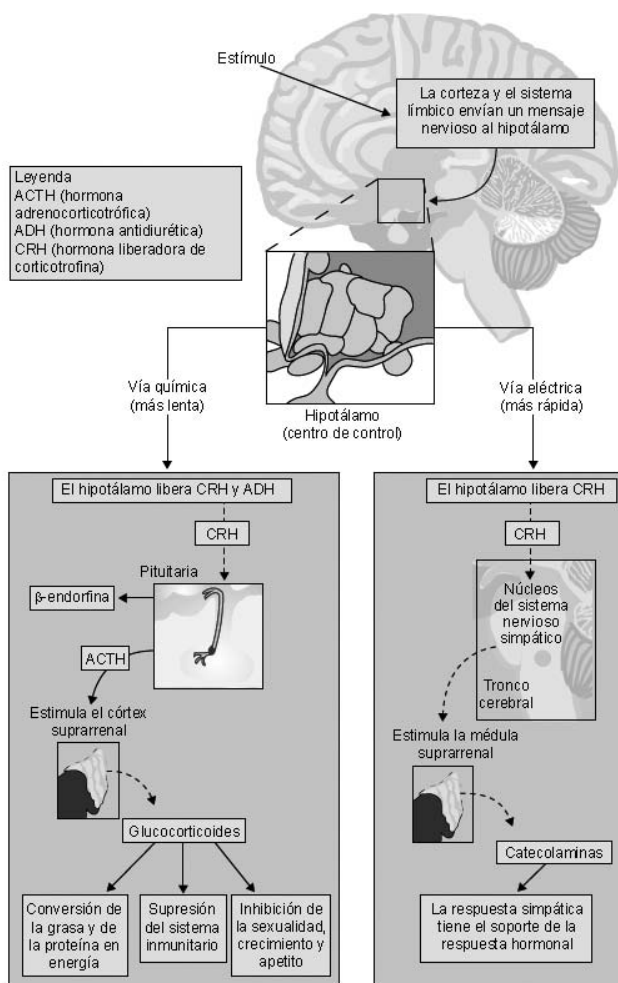 Estímulo
La corteza y el sistema
límbico envían un mensaje
nervioso al hipotálamo
Leyenda
ACTH (hormona
adrenocorticotrófica)
ADH (hormona antidiurética)
CRH (hormona liberadora de
corticotrofina)
Vía química
(más lenta)
Hipotálamo
(centro de control)
Vía eléctrica
(más rápida)
El hipotálamo libera CRH y ADH
CRH
Pituitaria
β-endorfina
ACTH
Estimula el córtex
suprarrenal
Glucocorticoides
Conversión de
la grasa y de
la proteína en
energía
Supresión del
sistema
inmunitario
Inhibición de
la sexualidad,
crecimiento y
apetito
El hipotálamo libera CRH
CRH
Núcleos
del sistema
nervioso
simpático
Tronco
cerebral
Estimula la médula
suprarrenal
Catecolaminas
La respuesta simpática
tiene el soporte de la
respuesta hormonal